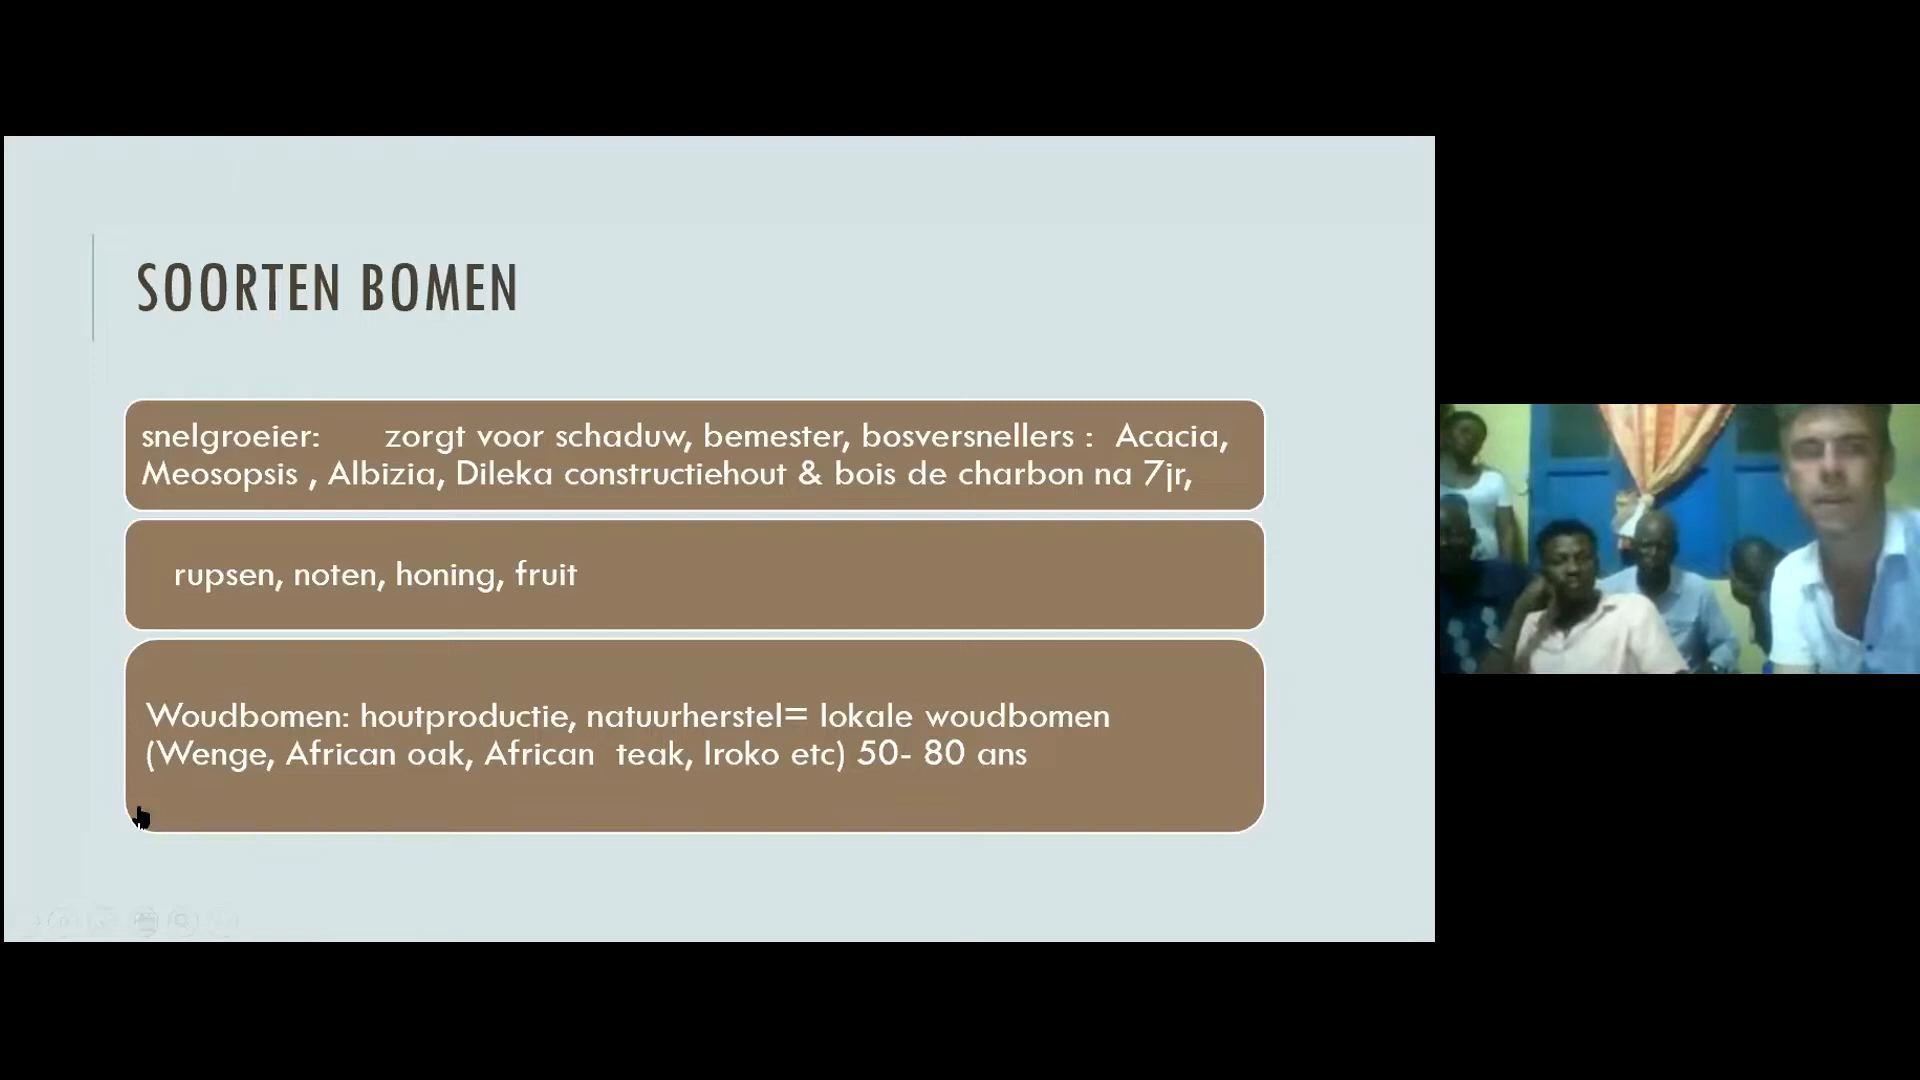 SOORTEN BOMEN
snelgroeier: zorgt voor schaduw, bemester, bosversnellers : Acacia,
Meosopsis , Albizia, Dileka constructiehout & bois de charbon na 7jr,
rupsen, noten, honing, fruit
Woudbomen: houtproductie, natuurherstel= lokale woudbomen
(Wenge, African oak, African teak, Iroko etc) 50- 80 ans